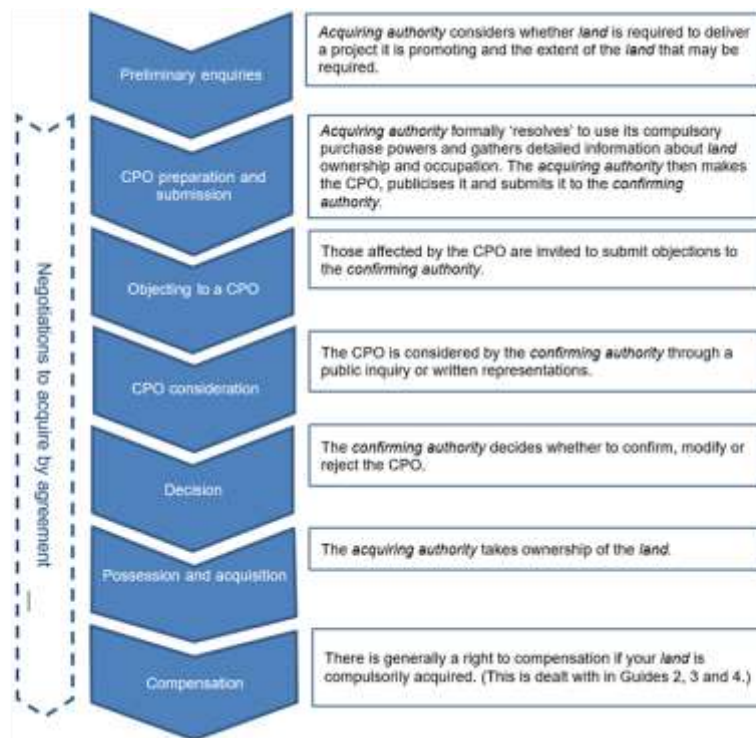 Preliminary enquiries
Acquiring authority considers whether land is required to deliver
a project it is promoting and the extent of the land that may be
required.
CPO preparation and
submission
Acquiring authority formally ‘resolves’ to use its compulsory
purchase powers and gathers detailed information about land
ownership and occupation. The acquiring authority then makes
the CPO, publicises it and submits it to the confirming
authority.
Objecting to a CPO
Those affected by the CPO are invited to submit objections to
the confirming authority.
CPO consideration
The CPO is considered by the confirming authority through a
public inquiry or written representations.
Decision
The confirming authority decides whether to confirm, modify or
reject the CPO.
Possession and acquisition
The acquiring authority takes ownership of the land.
Compensation
There is generally a right to compensation if your land is
compulsorily acquired. (This is dealt with in Guides 2, 3 and 4.)
Negotiations to acquire by agreement